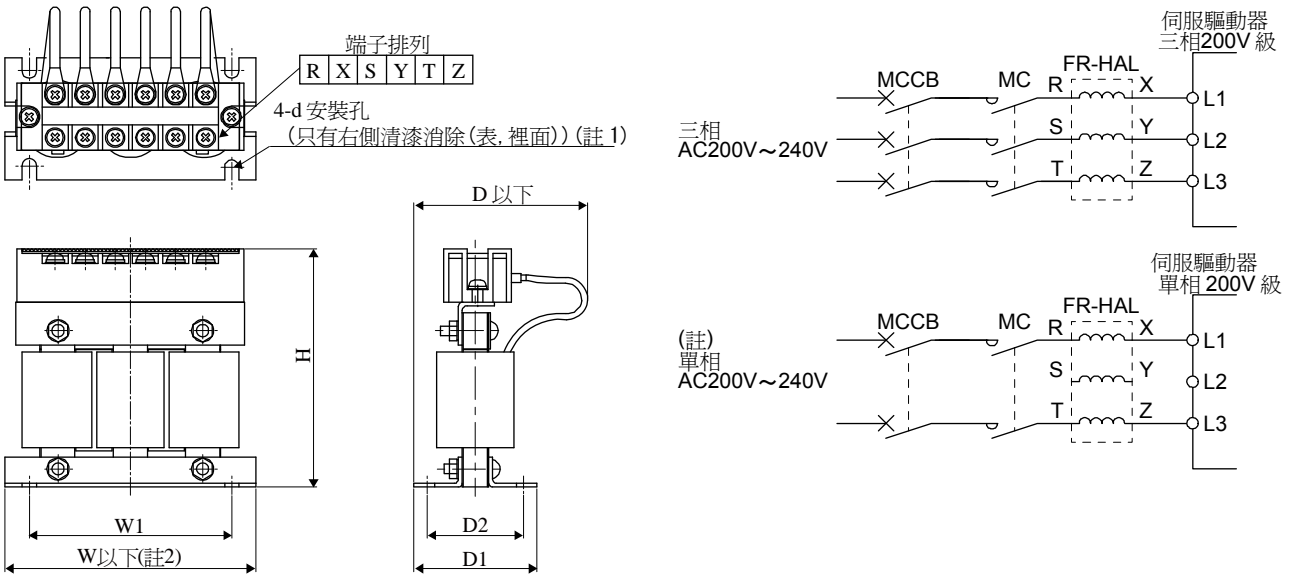 端子排列
R X S Y T Z
4-d 安裝孔
(只有右側清漆消除(表, 裡面)) (註 1)
D 以下
H
W1
W以下(註2)
D2
D1
伺服驅動器
三相200V 級
FR-HAL
MCCB
MC
R
X
L1
三相
AC200V～240V
S
Y
L2
T
Z
L3
伺服驅動器
單相 200V 級
FR-HAL
MCCB
MC
R
X
L1
(註)
單相
AC200V～240V
S
Y
L2
T
Z
L3